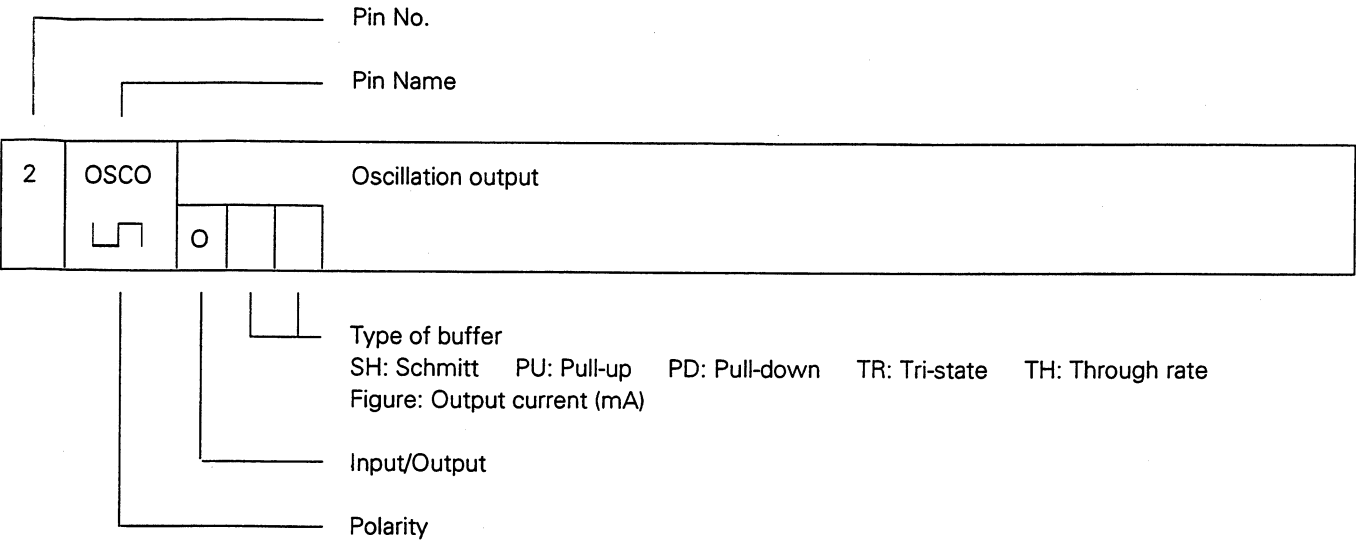 Pin No.
Pin Name
2 OSCO Oscillation output
O
Type of buffer
SH: Schmitt PU: Pull-up PD: Pull-down TR: Tri-state TH: Through rate
Figure: Output current (mA)
Input/Output
Polarity